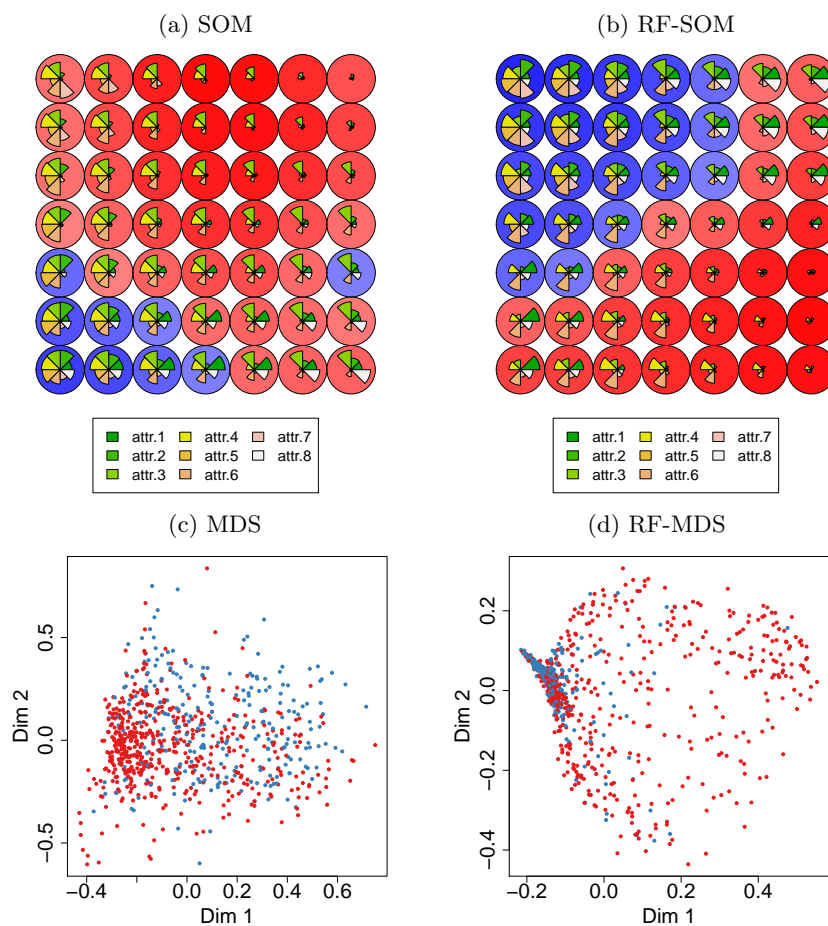 (a) SOM
(b) RF-SOM
attr.1 attr.4 attr.7
attr.2 attr.5 attr.8
attr.3 attr.6
attr.1 attr.4 attr.7
attr.2 attr.5 attr.8
attr.3 attr.6
(c) MDS
(d) RF-MDS
0.5
0.0
−0.5
Dim 2
−0.4 0.0 0.2 0.4 0.6
Dim 1
0.2
0.0
−0.2
−0.4
Dim 2
−0.2 0.0 0.2 0.4
Dim 1